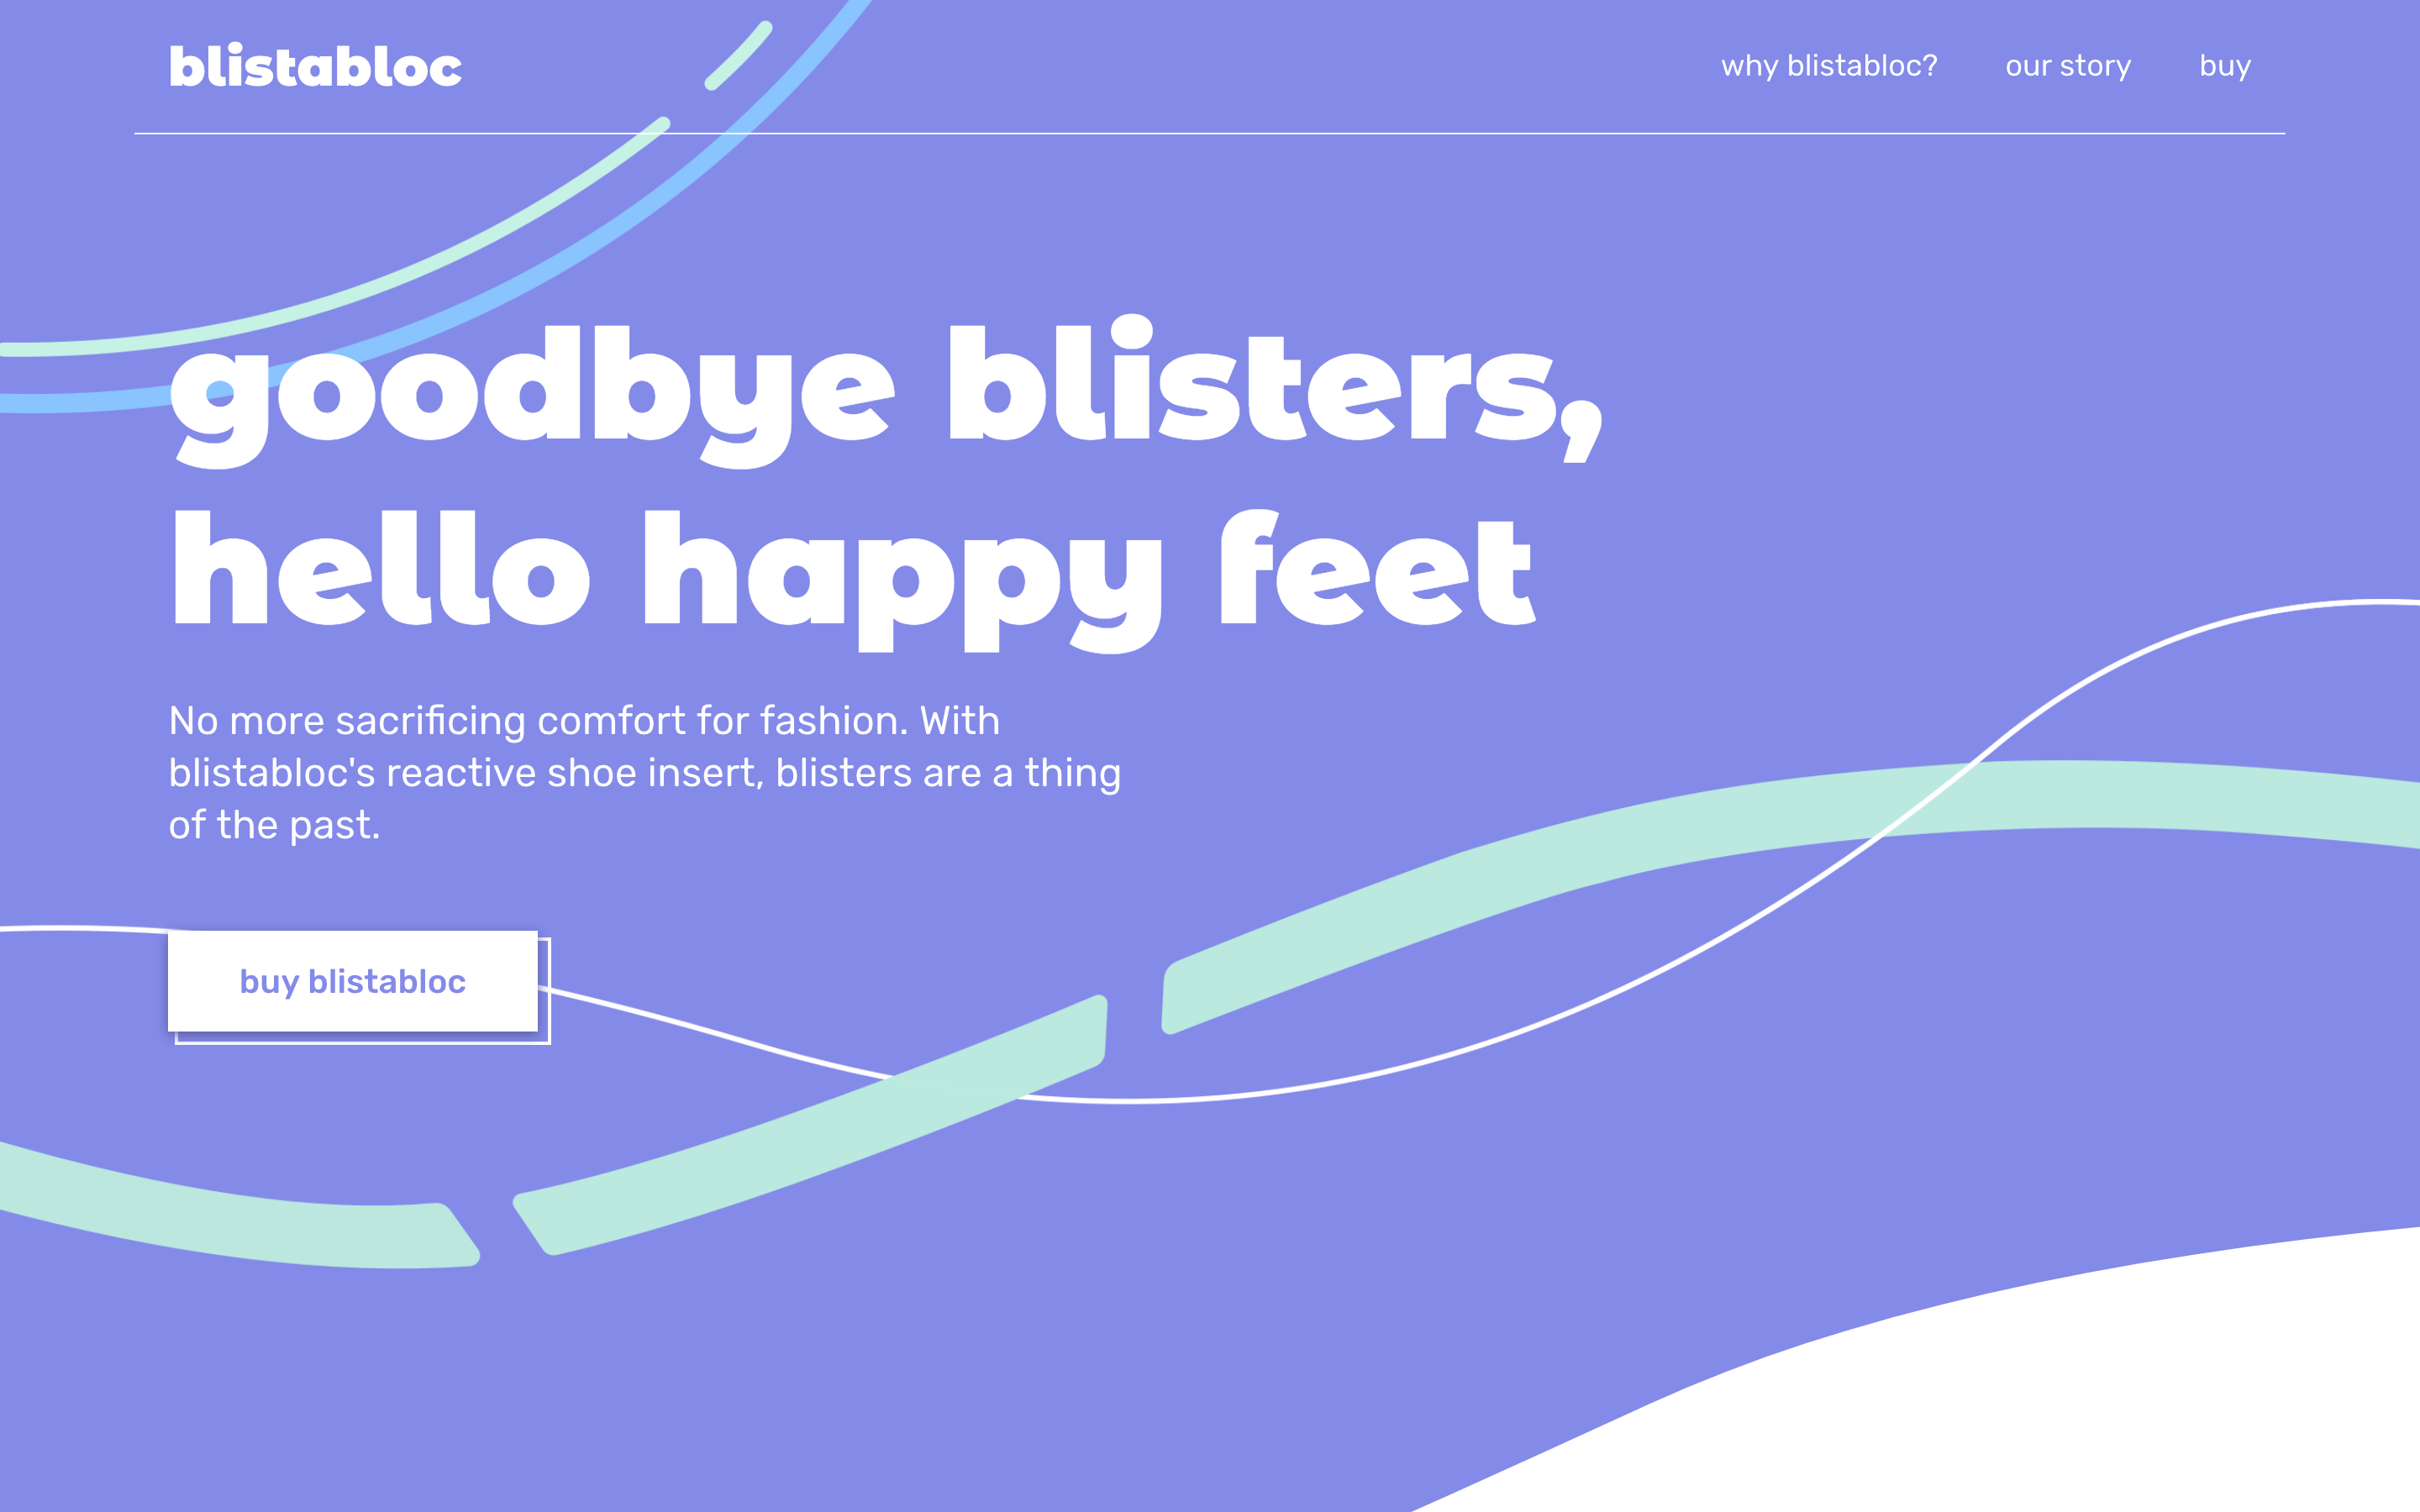 blistabloc
why blistabloc? our story buy
goodbye blisters,
hello happy feet
No more sacrificing comfort for fashion. With
blistabloc's reactive shoe insert, blisters are a thing
of the past.
buy blistabloc